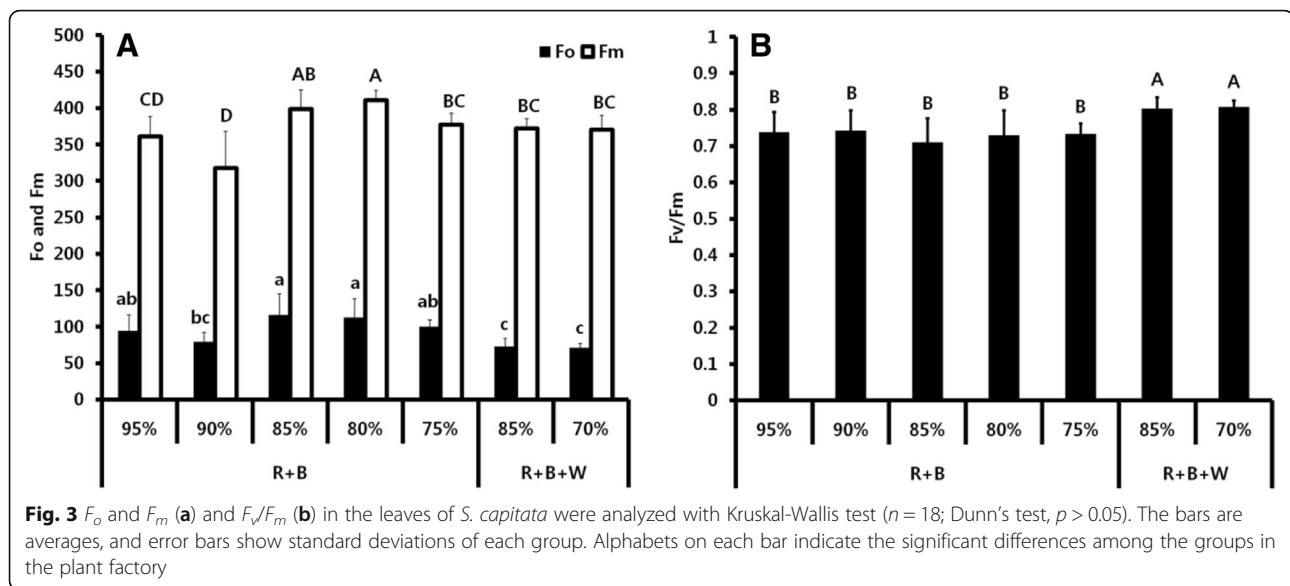 A
Fo Fm
Fo and Fm
500
450
400
350
300
250
200
150
100
50
0
CD D AB A BC BC BC
ab bc a a ab c c
95% 90% 85% 80% 75% 85% 70%
R+B R+B+W
B
Fv/Fm
1
0.9
0.8
0.7
0.6
0.5
0.4
0.3
0.2
0.1
0
B B B B B A A
95% 90% 85% 80% 75% 85% 70%
R+B R+B+W
Fig. 3 Fo and Fm (a) and Fv/Fm (b) in the leaves of S. capitata were analyzed with Kruskal-Wallis test (n = 18; Dunn’s test, p > 0.05). The bars are
averages, and error bars show standard deviations of each group. Alphabets on each bar indicate the significant differences among the groups in
the plant factory